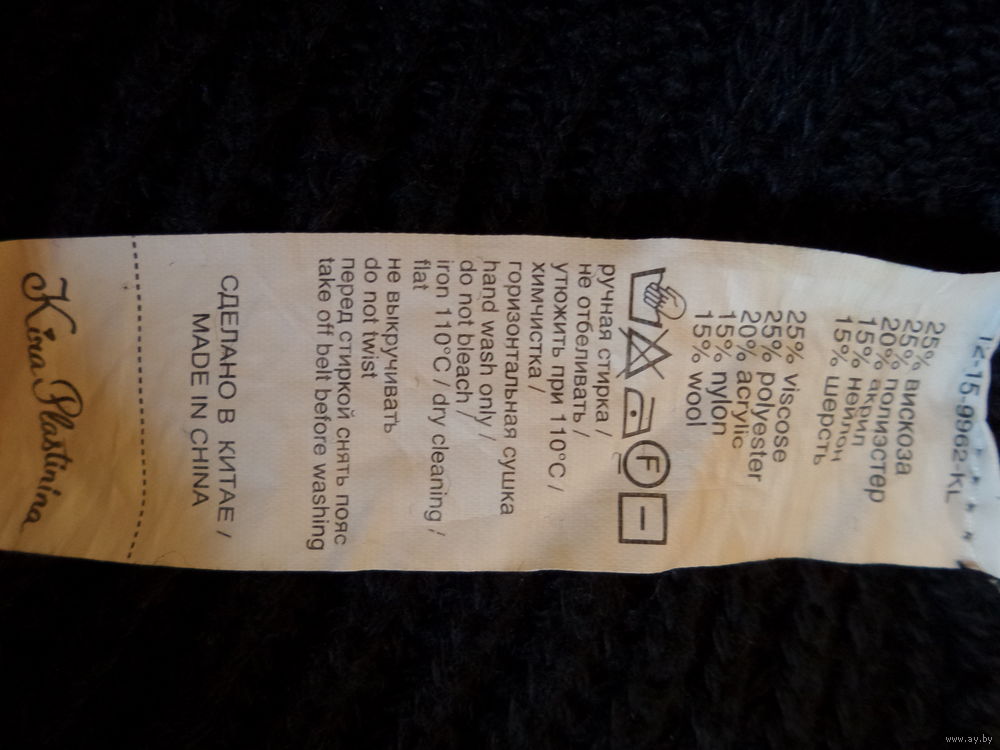 12-15-9962-KL
25% вискоза
25% полиэстер
20% акрил
15% нейлон
15% шерсть
25% viscose
25% polyester
20% acrylic
15% nylon
15% wool
F
ручная стирка /
не отбеливать /
утюжить при 110°C /
химчистка /
горизонтальная сушка
hand wash only /
do not bleach /
iron 110°C / dry cleaning /
flat
не выкручивать
do not twist
перед стиркой снять пояс
take off belt before washing
СДЕЛАНО В КИТАЕ /
MADE IN CHINA
Kira Plastinina
www.ay.by